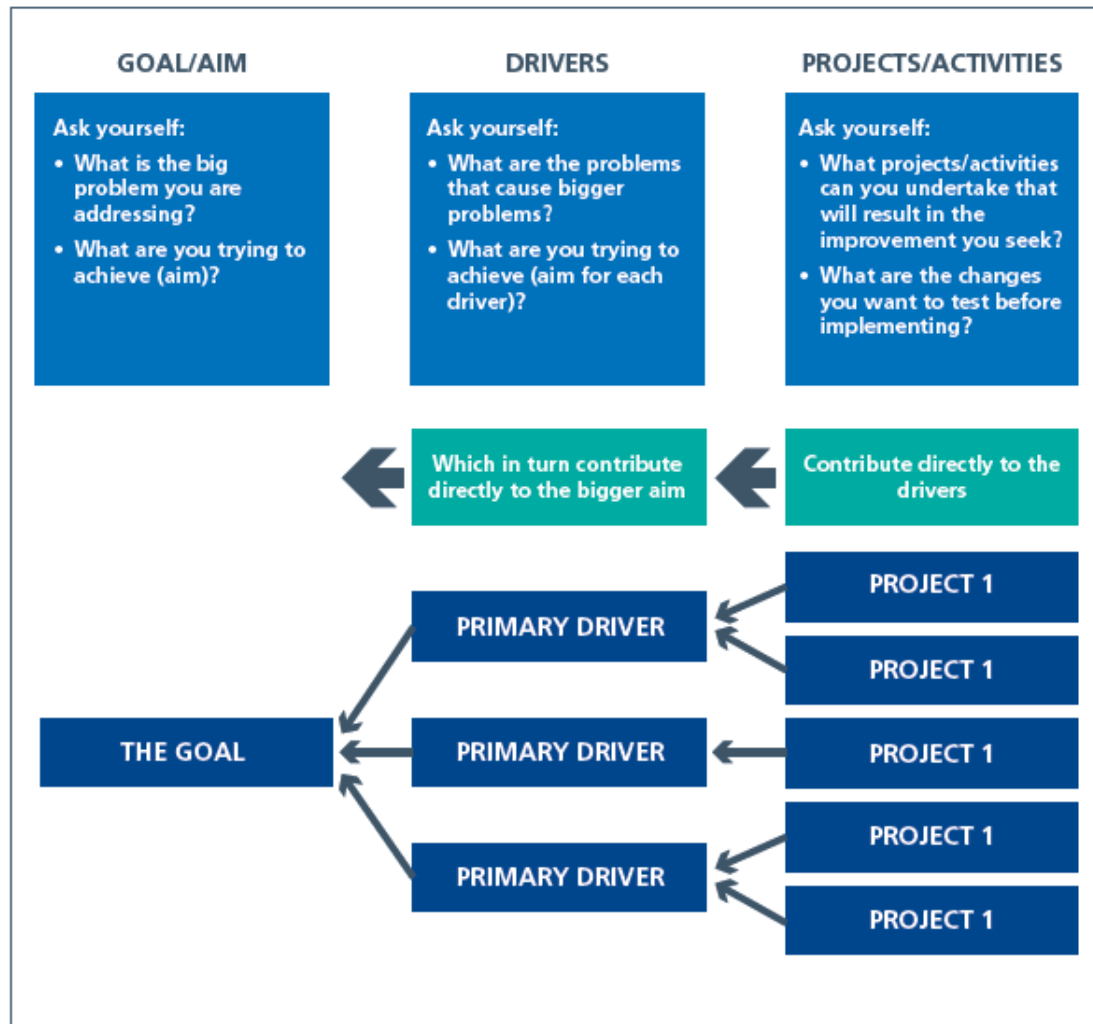 GOAL/AIM
Ask yourself:
• What is the big
problem you are
addressing?
• What are you trying to
achieve (aim)?
DRIVERS
Ask yourself:
• What are the problems
that cause bigger
problems?
• What are you trying to
achieve (aim for each
driver)?
PROJECTS/ACTIVITIES
Ask yourself:
• What projects/activities
can you undertake that
will result in the
improvement you seek?
• What are the changes
you want to test before
implementing?
Which in turn contribute
directly to the bigger aim
Contribute directly to the
drivers
THE GOAL
PRIMARY DRIVER
PRIMARY DRIVER
PRIMARY DRIVER
PROJECT 1
PROJECT 1
PROJECT 1
PROJECT 1
PROJECT 1